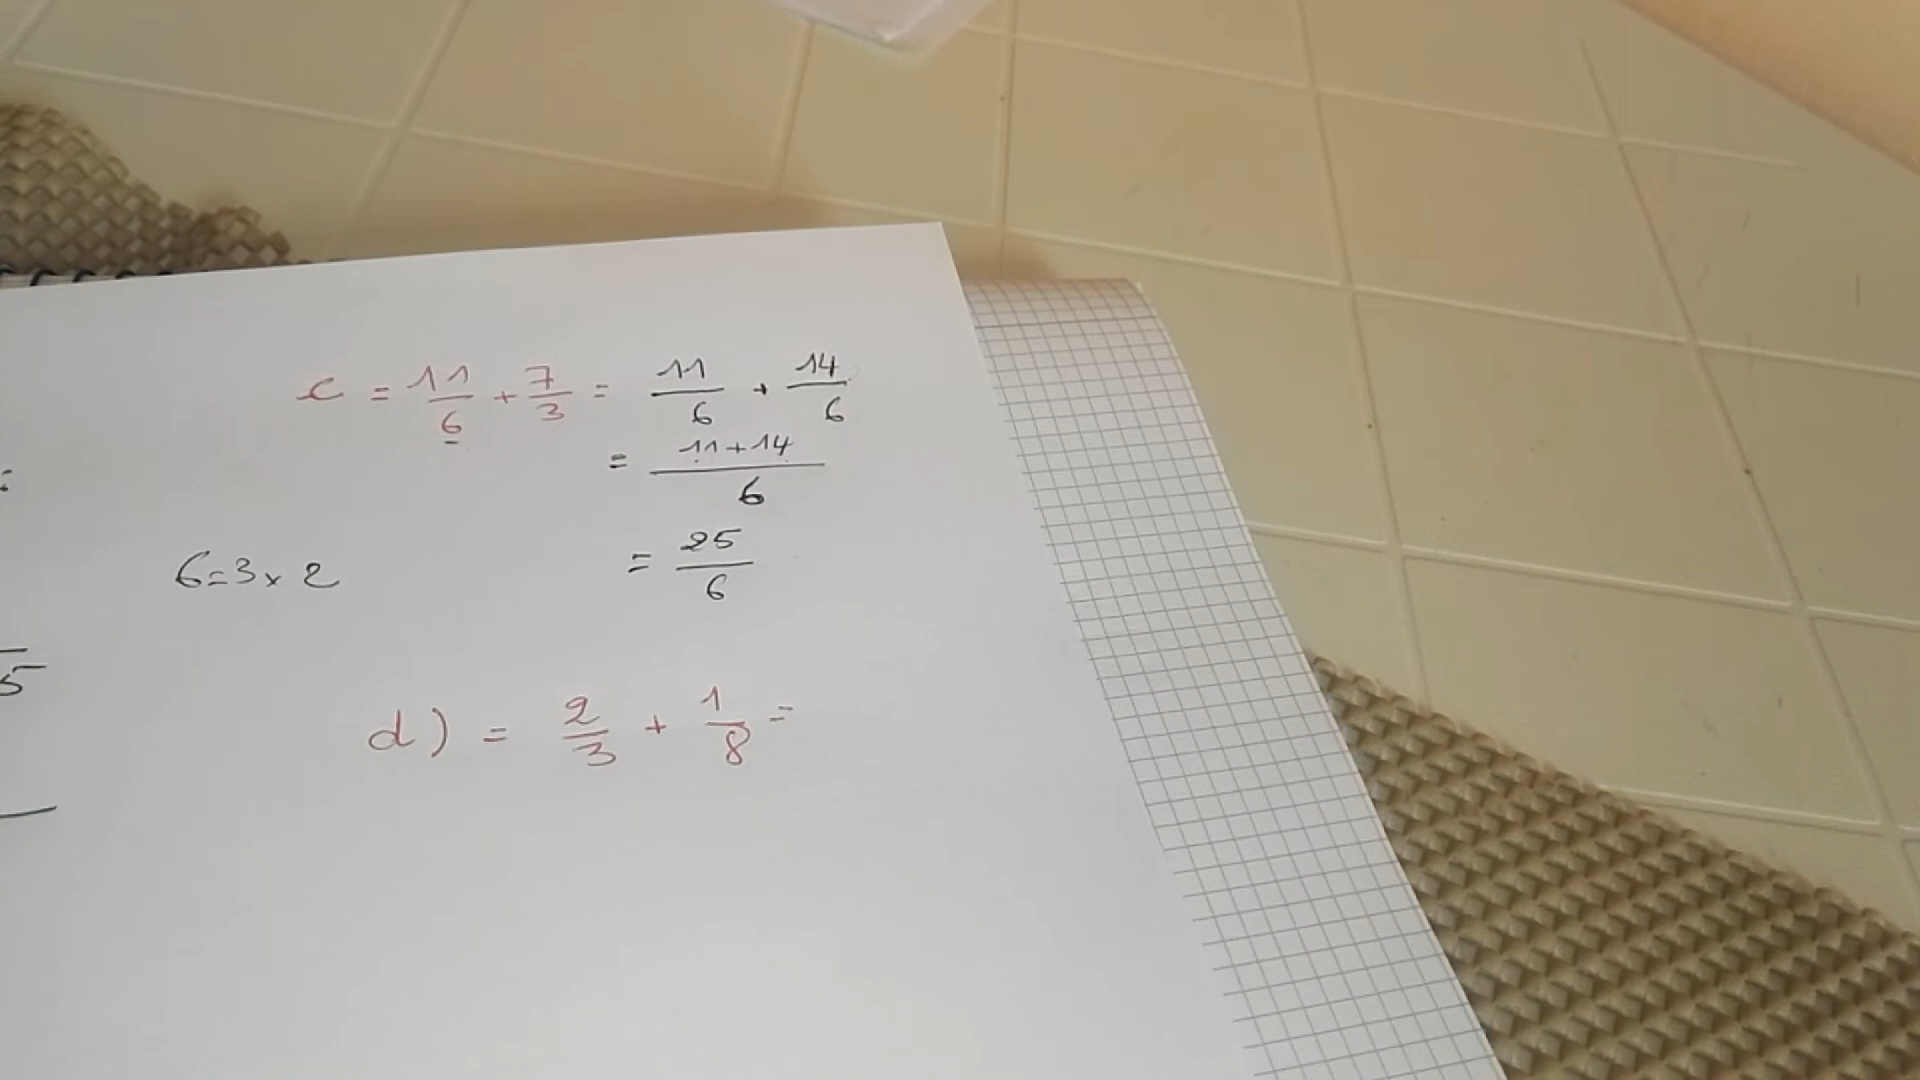 c = 11/6 + 7/3 = 11/6 + 14/6
= 11+14/6
= 25/6
6=3×2
5
d) = 2/3 + 1/8 =